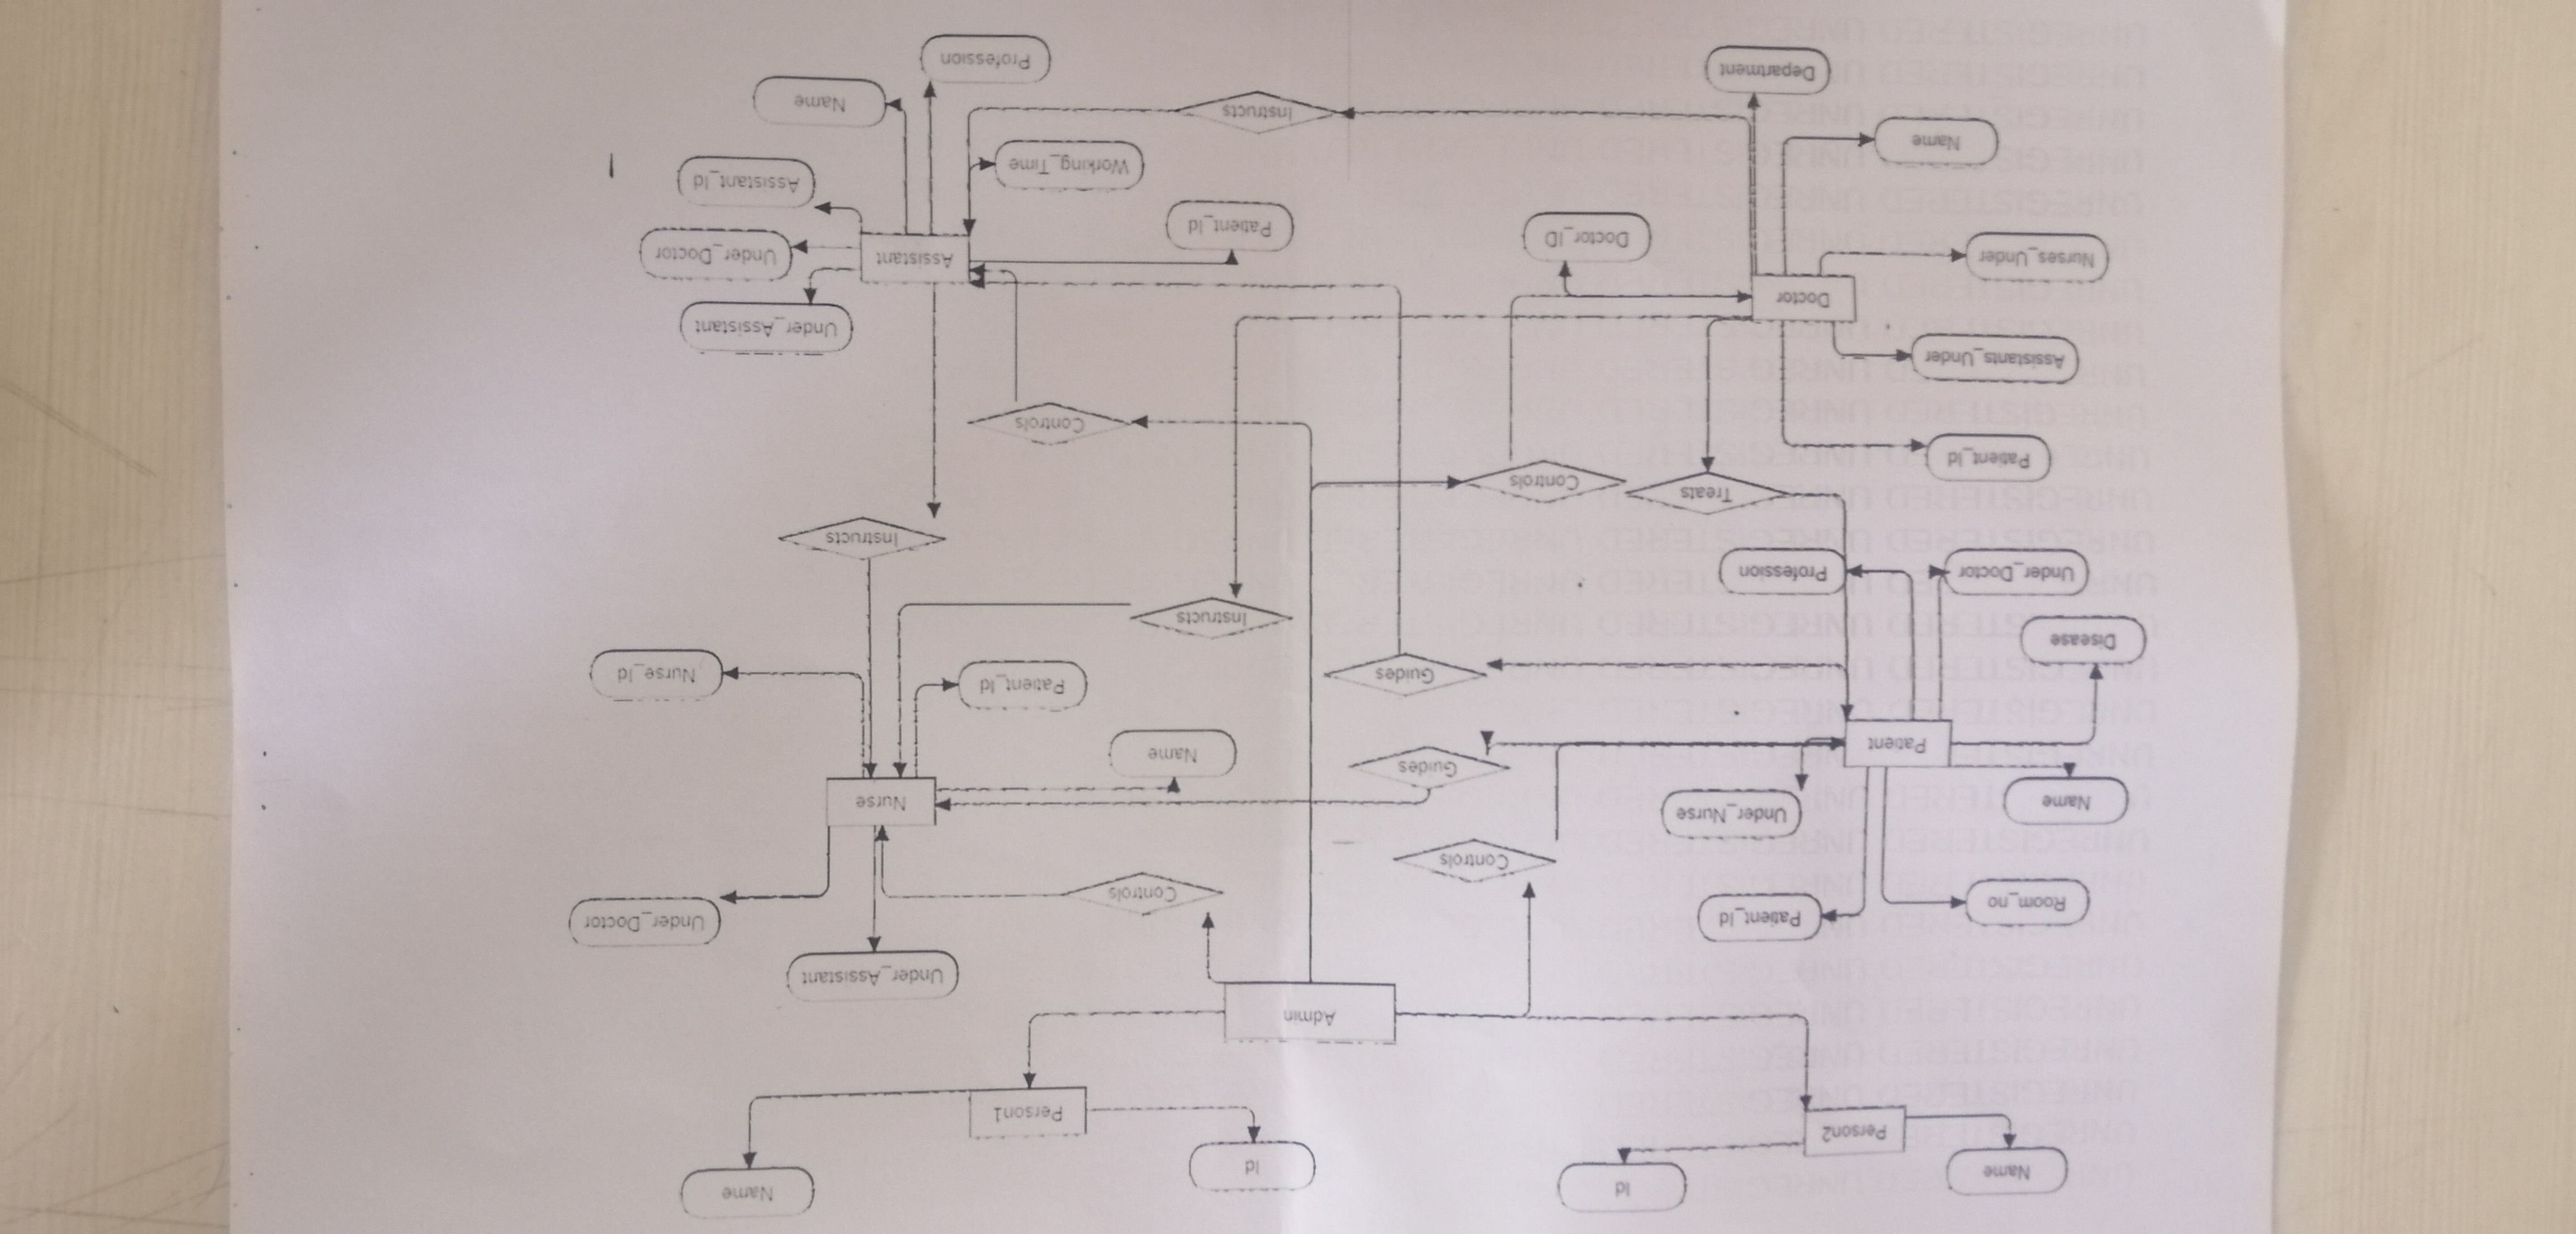 Name
Id
Id
Name
Person2
Person1
Admin
Under_Assistant
Room_no
Patient_Id
Under_Doctor
Controls
Controls
Name
Under_Nurse
Nurse
Guides
Name
Patient
Guides
Patient_Id
Nurse_Id
Disease
Instructs
Under_Doctor
Profession
Instructs
Treats
Controls
Patient_Id
Controls
Assistants_Under
Under_Assistant
Doctor
Nurses_Under
Assistant
Under_Doctor
Doctor_ID
Patient_Id
Assistant_Id
Working_Time
Name
Instructs
Name
Department
Profession